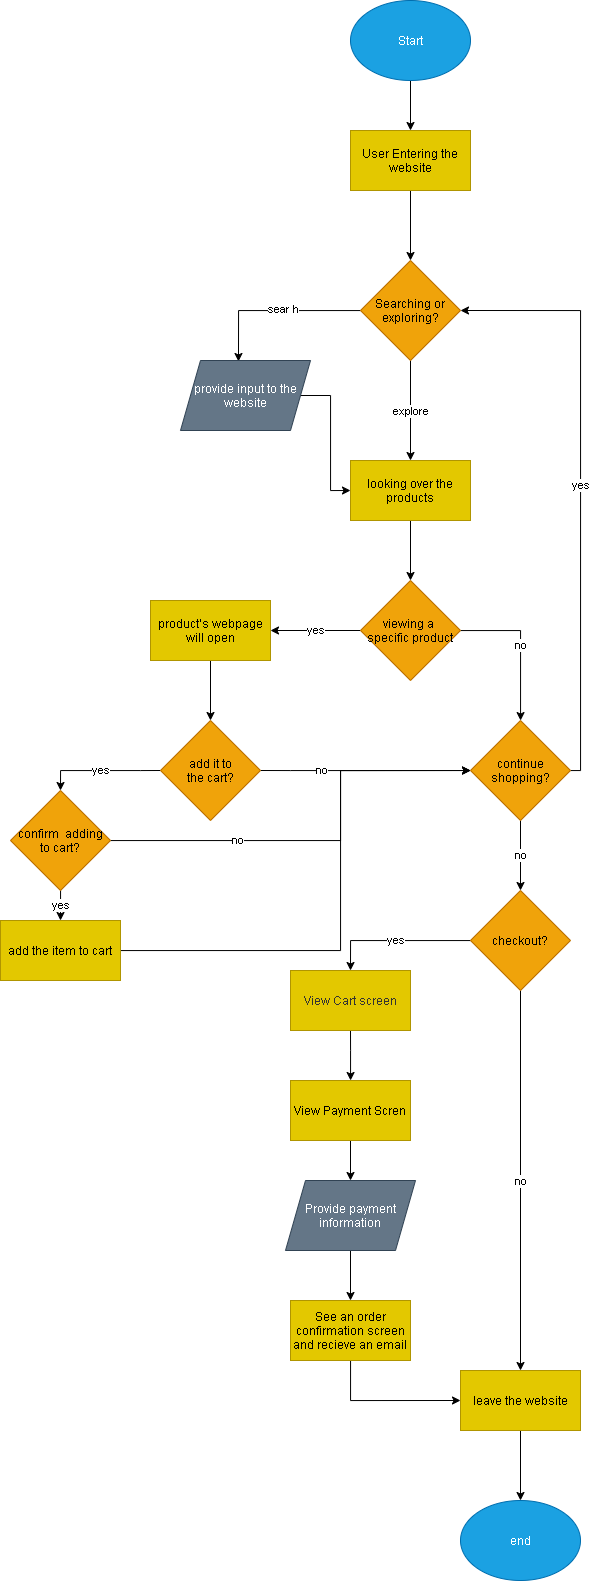 Start
User Entering the
website
Searching or
exploring?
sear h
provide input to the
website
explore
looking over the
products
viewing a
specific product
yes
no
yes
product's webpage
will open
add it to
the cart?
yes
no
continue
shopping?
confirm  adding
to cart?
no
no
yes
add the item to cart
checkout?
yes
View Cart screen
View Payment Scren
Provide payment
information
no
See an order
confirmation screen
and recieve an email
leave the website
end